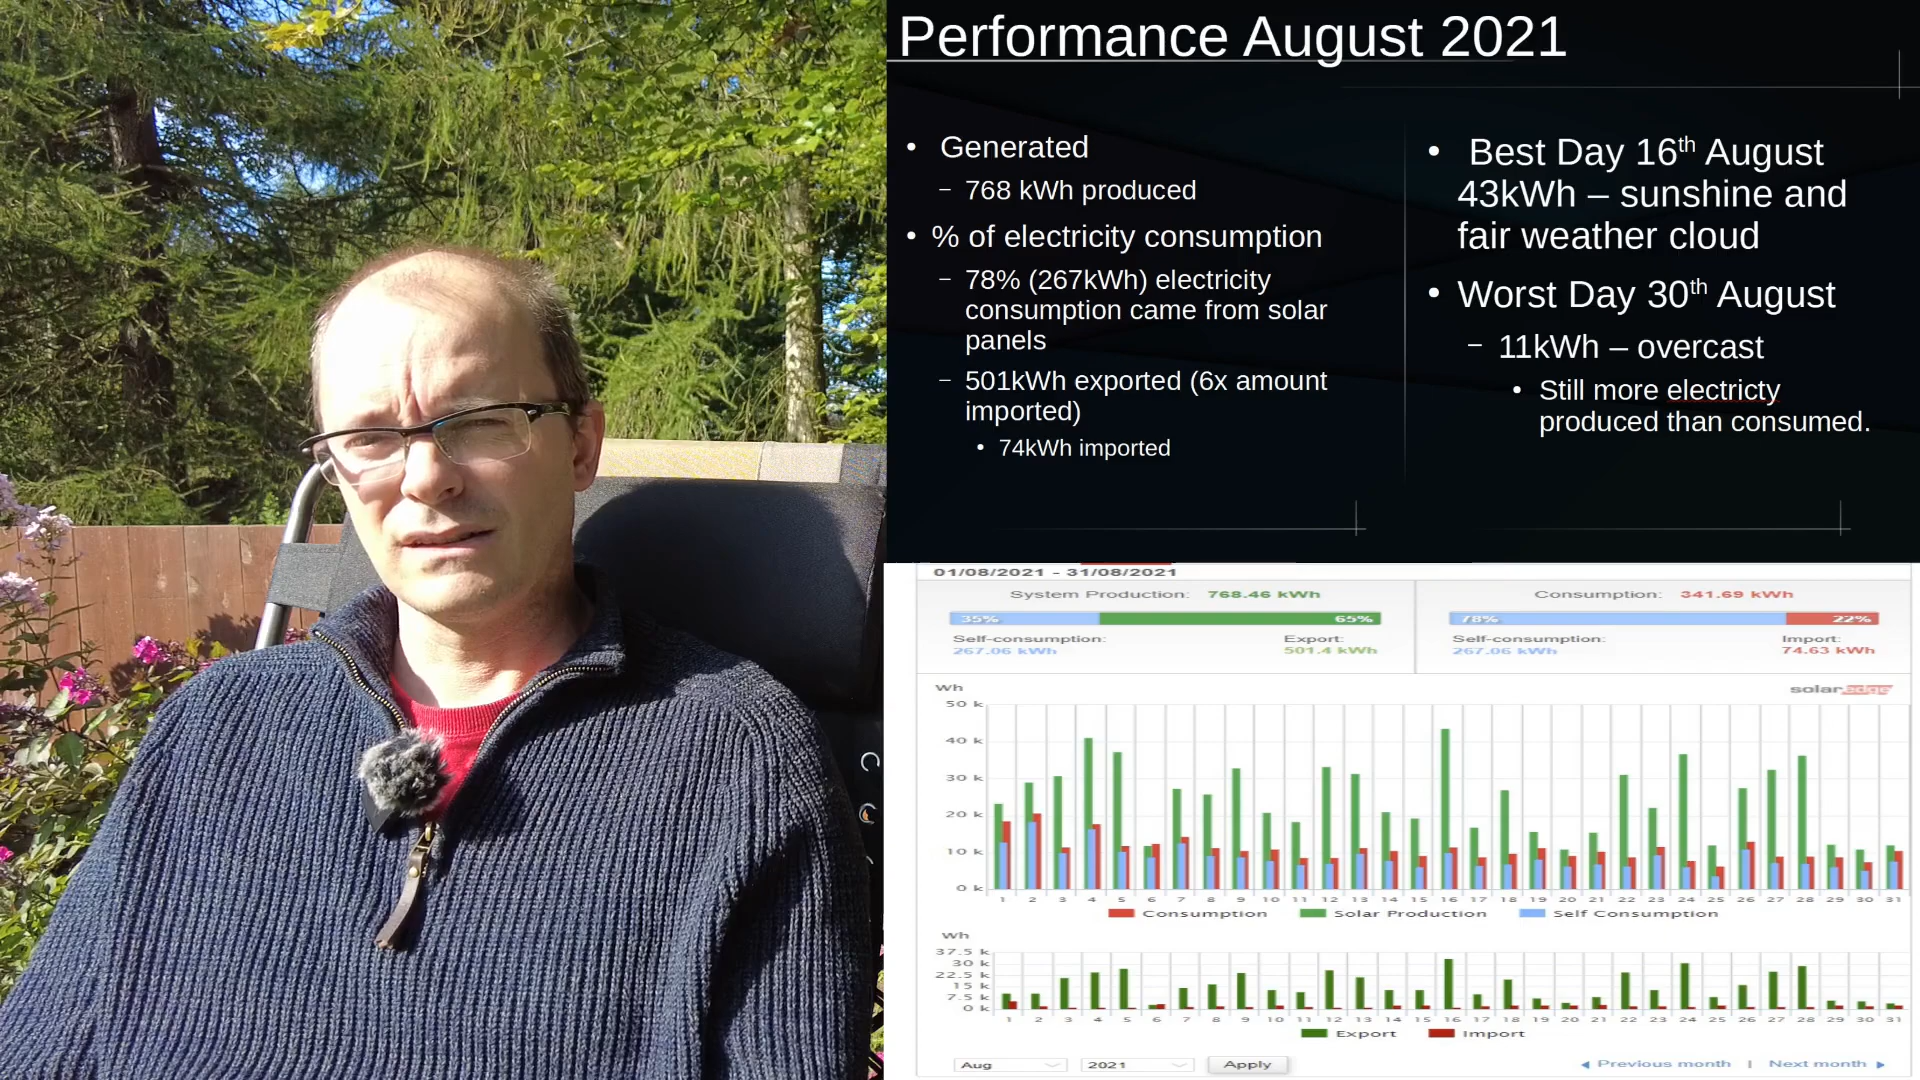 Performance August 2021
• Generated
– 768 kWh produced
• % of electricity consumption
– 78% (267kWh) electricity
consumption came from solar
panels
– 501kWh exported (6x amount
imported)
• 74kWh imported
• Best Day 16th August
43kWh – sunshine and
fair weather cloud
• Worst Day 30th August
– 11kWh – overcast
• Still more electricty
produced than consumed.
01/08/2021 - 31/08/2021
System Production: 768.46 kWh
35% 65%
Self-consumption: Export:
267.06 kWh 501.4 kWh
Consumption: 341.69 kWh
78% 22%
Self-consumption: Import:
267.06 kWh 74.63 kWh
Wh
solaredge
50 k
40 k
30 k
20 k
10 k
0 k
1 2 3 4 5 6 7 8 9 10 11 12 13 14 15 16 17 18 19 20 21 22 23 24 25 26 27 28 29 30 31
Consumption Solar Production Self Consumption
Wh
37.5 k
30 k
22.5 k
15 k
7.5 k
0 k
1 2 3 4 5 6 7 8 9 10 11 12 13 14 15 16 17 18 19 20 21 22 23 24 25 26 27 28 29 30 31
Export Import
Aug 2021 Apply
Previous month | Next month